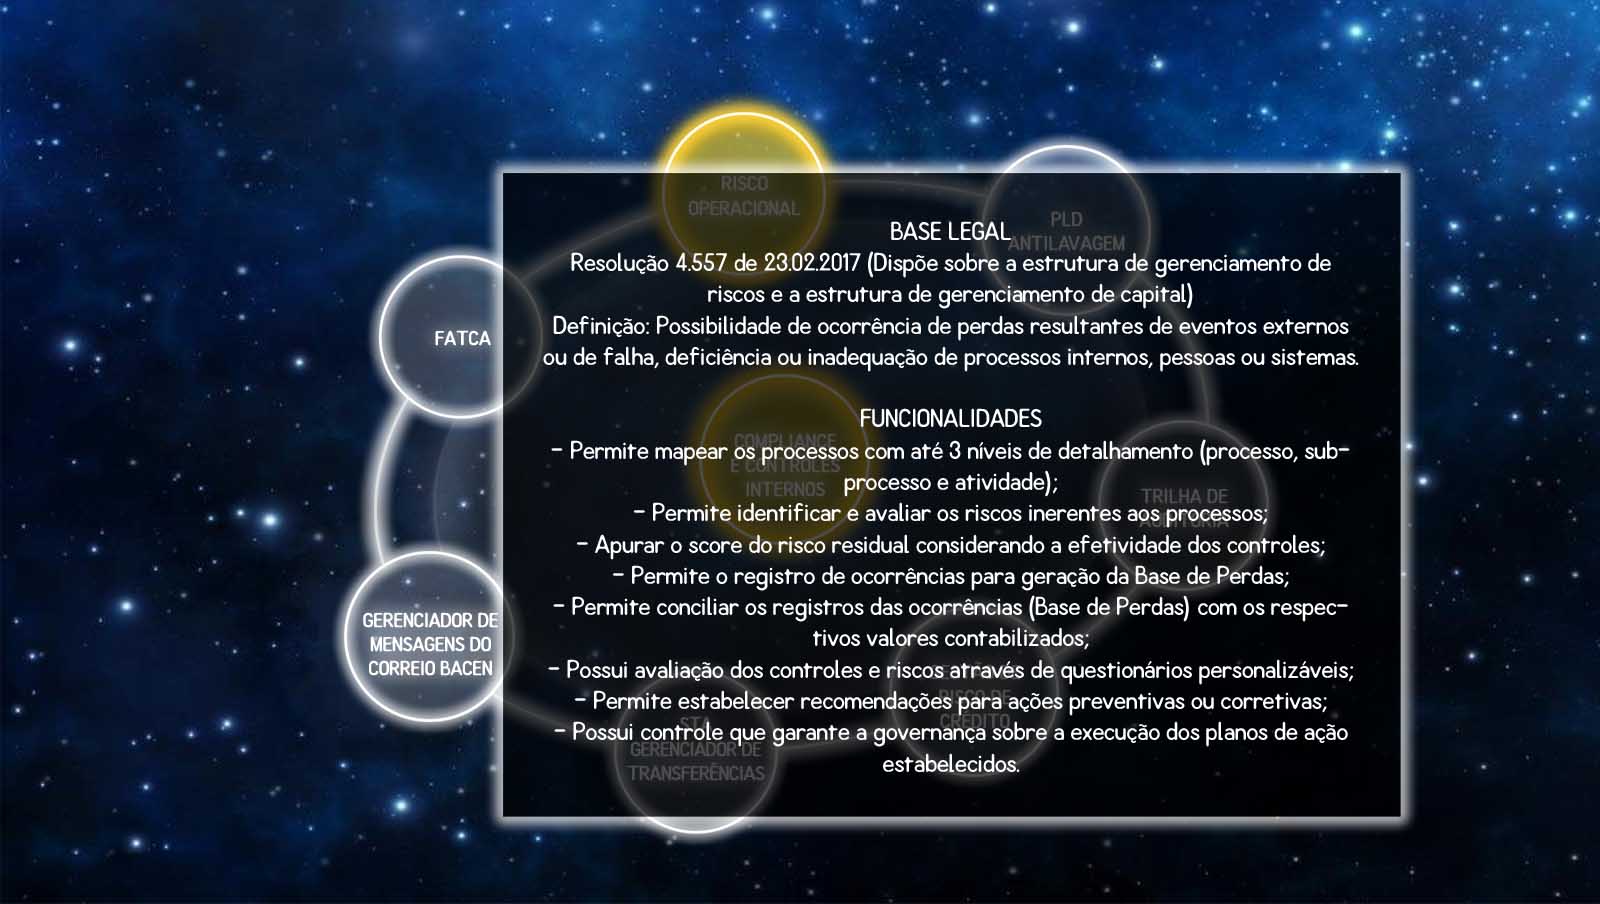 RISCO
OPERACIONAL
PLD
ANTILAVAGEM
BASE LEGAL
Resolução 4.557 de 23.02.2017 (Dispõe sobre a estrutura de gerenciamento de
riscos e a estrutura de gerenciamento de capital)
Definição: Possibilidade de ocorrência de perdas resultantes de eventos externos
ou de falha, deficiência ou inadequação de processos internos, pessoas ou sistemas.
FATCA
FUNCIONALIDADES
- Permite mapear os processos com até 3 níveis de detalhamento (processo, sub-
processo e atividade);
- Permite identificar e avaliar os riscos inerentes aos processos;
- Apurar o score do risco residual considerando a efetividade dos controles;
- Permite o registro de ocorrências para geração da Base de Perdas;
- Permite conciliar os registros das ocorrências (Base de Perdas) com os respec-
tivos valores contabilizados;
- Possui avaliação dos controles e riscos através de questionários personalizáveis;
- Permite estabelecer recomendações para ações preventivas ou corretivas;
- Possui controle que garante a governança sobre a execução dos planos de ação
estabelecidos.
COMPLIANCE
E CONTROLES
INTERNOS
TRILHA DE
AUDITORIA
GERENCIADOR DE
MENSAGENS DO
CORREIO BACEN
RISCO DE
CRÉDITO
STA
GERENCIADOR DE
TRANSFERÊNCIAS